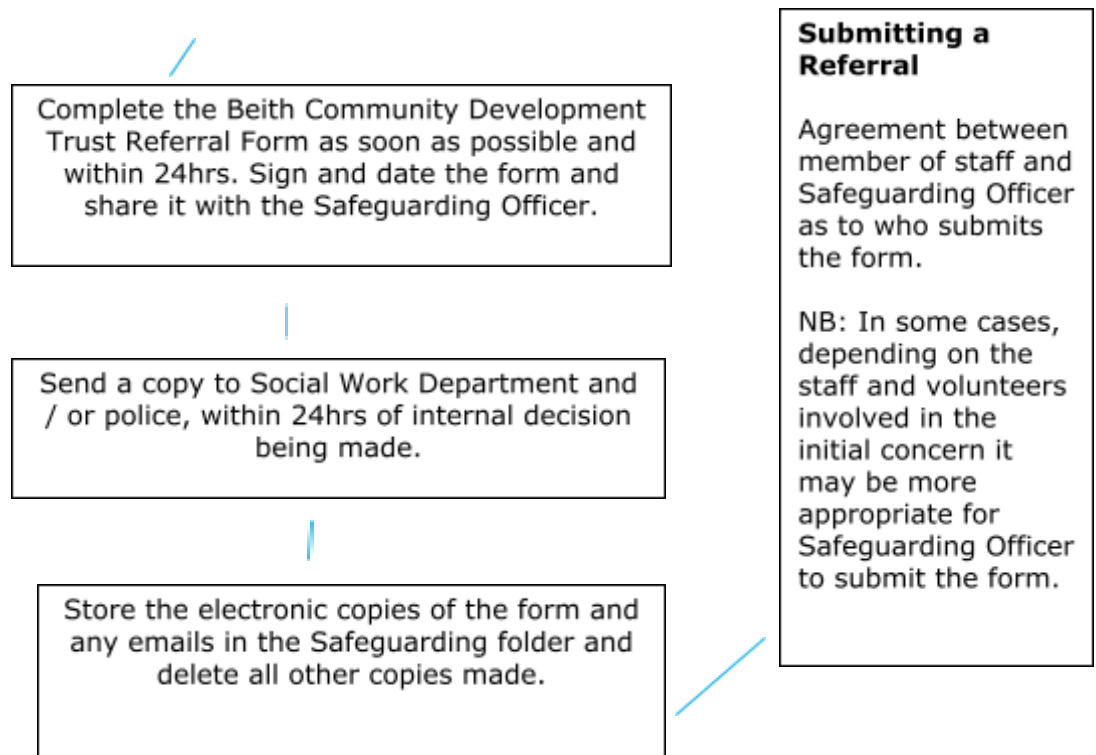 Complete the Beith Community Development
Trust Referral Form as soon as possible and
within 24hrs. Sign and date the form and
share it with the Safeguarding Officer.
Send a copy to Social Work Department and
/ or police, within 24hrs of internal decision
being made.
Store the electronic copies of the form and
any emails in the Safeguarding folder and
delete all other copies made.
Submitting a
Referral
Agreement between
member of staff and
Safeguarding Officer
as to who submits
the form.
NB: In some cases,
depending on the
staff and volunteers
involved in the
initial concern it
may be more
appropriate for
Safeguarding Officer
to submit the form.